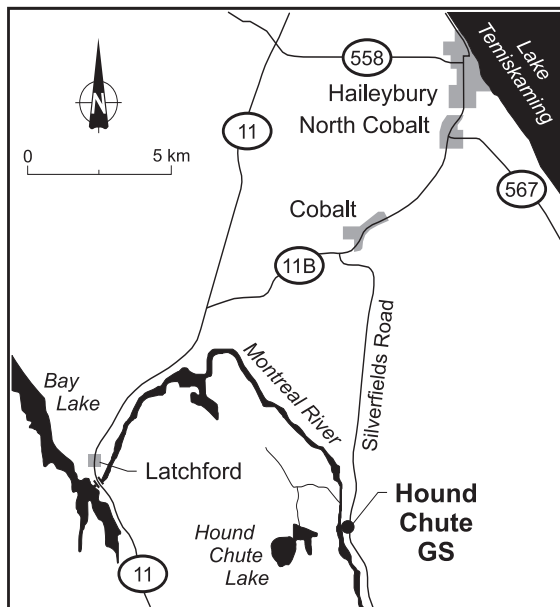 558
Lake
Temiskaming
Haileybury
N
11
North Cobalt
0 5 km
567
Cobalt
11B
Silverfields Road
Montreal River
Bay
Lake
Latchford
Hound
Chute
GS
Hound
Chute
Lake
11